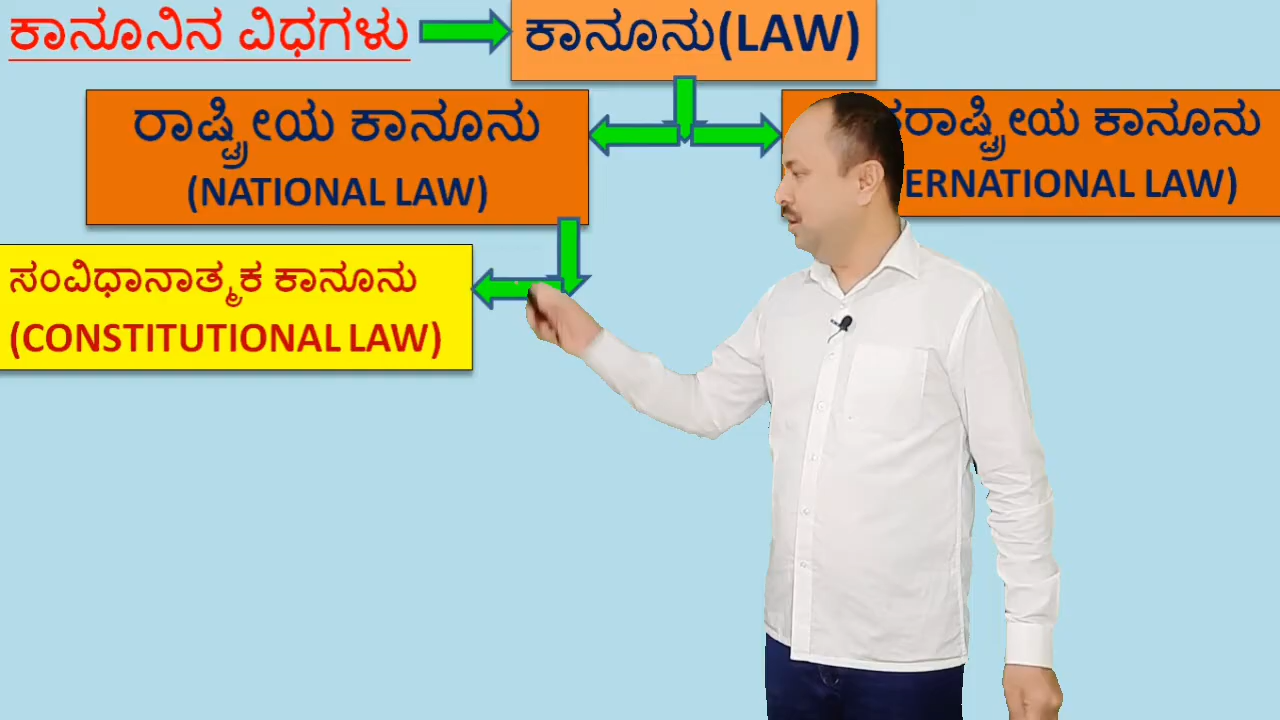 ಕಾನೂನಿನ ವಿಧಗಳು
ಕಾನೂನು(LAW)
ರಾಷ್ಟ್ರೀಯ ಕಾನೂನು
(NATIONAL LAW)
ಕಾನೂನು
LAW)
ಸಂವಿಧಾನಾತ್ಮಕ ಕಾನೂನು
(CONSTITUTIONAL LAW)